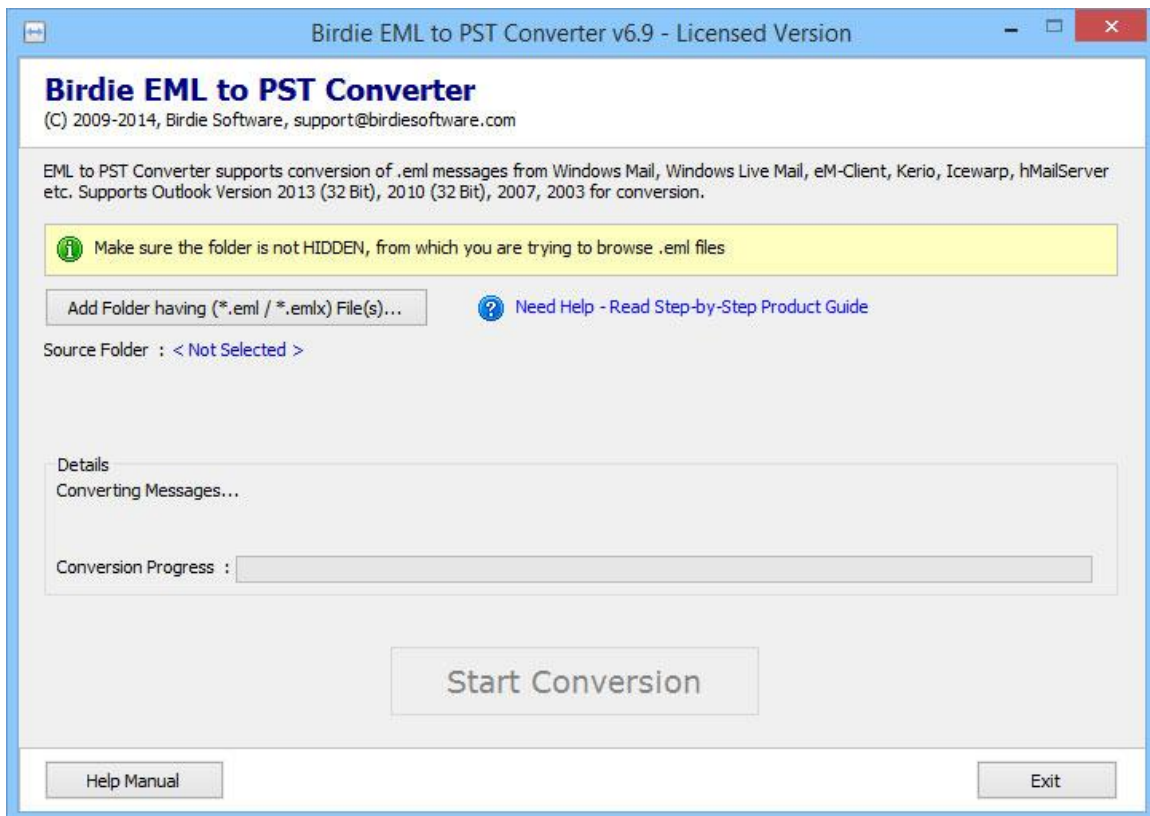 Birdie EML to PST Converter v6.9 - Licensed Version
Birdie EML to PST Converter
(C) 2009-2014, Birdie Software, support@birdiesoftware.com
EML to PST Converter supports conversion of .eml messages from Windows Mail, Windows Live Mail, eM-Client, Kerio, Icewarp, hMailServer
etc. Supports Outlook Version 2013 (32 Bit), 2010 (32 Bit), 2007, 2003 for conversion.
Make sure the folder is not HIDDEN, from which you are trying to browse .eml files
Add Folder having (*.eml / *.emlx) File(s)...
Need Help - Read Step-by-Step Product Guide
Source Folder : < Not Selected >
Details
Converting Messages...
Conversion Progress :
Start Conversion
Help Manual
Exit